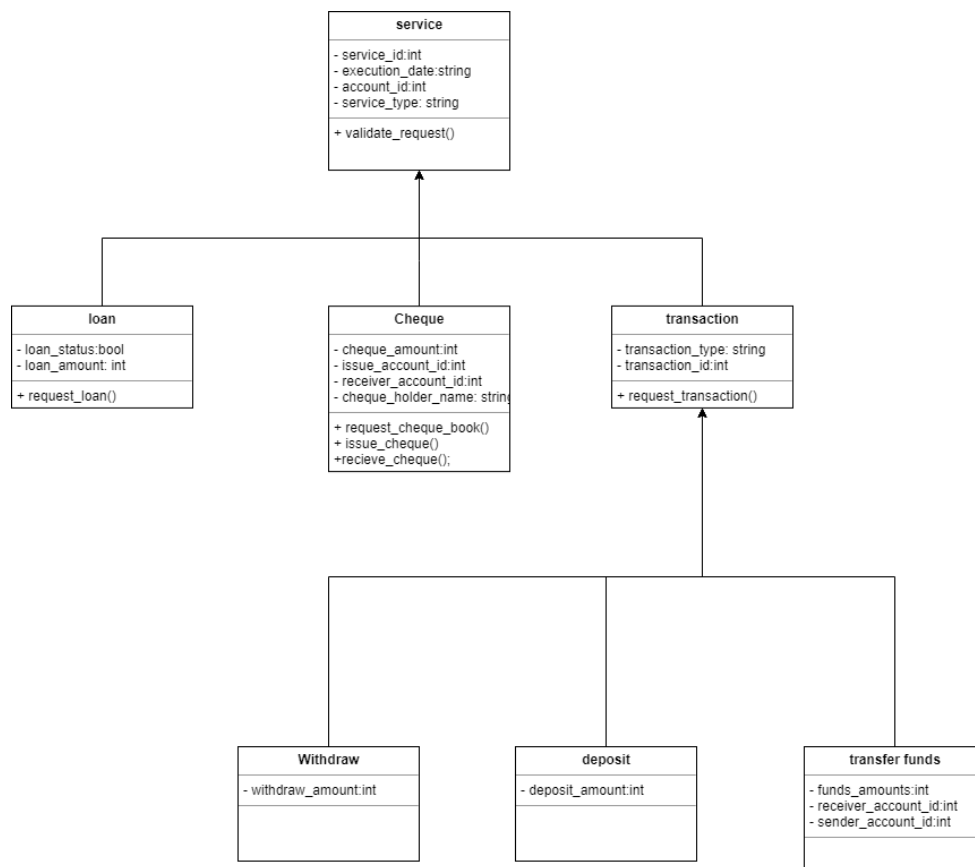 service
- service_id:int
- execution_date:string
- account_id:int
- service_type: string
+ validate_request()
loan
- loan_status:bool
- loan_amount: int
+ request_loan()
Cheque
- cheque_amount:int
- issue_account_id:int
- receiver_account_id:int
- cheque_holder_name: string
+ request_cheque_book()
+ issue_cheque()
+recieve_cheque();
transaction
- transaction_type: string
- transaction_id:int
+ request_transaction()
Withdraw
- withdraw_amount:int
deposit
- deposit_amount:int
transfer funds
- funds_amounts:int
- receiver_account_id:int
- sender_account_id:int